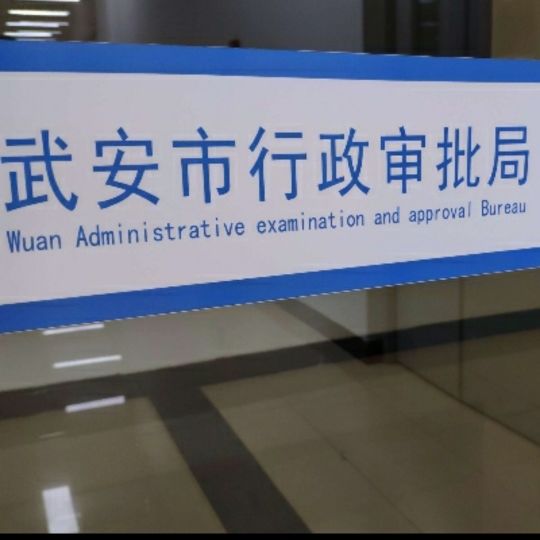 武安市行政审批局
Wuan Administrative examination and approval Bureau